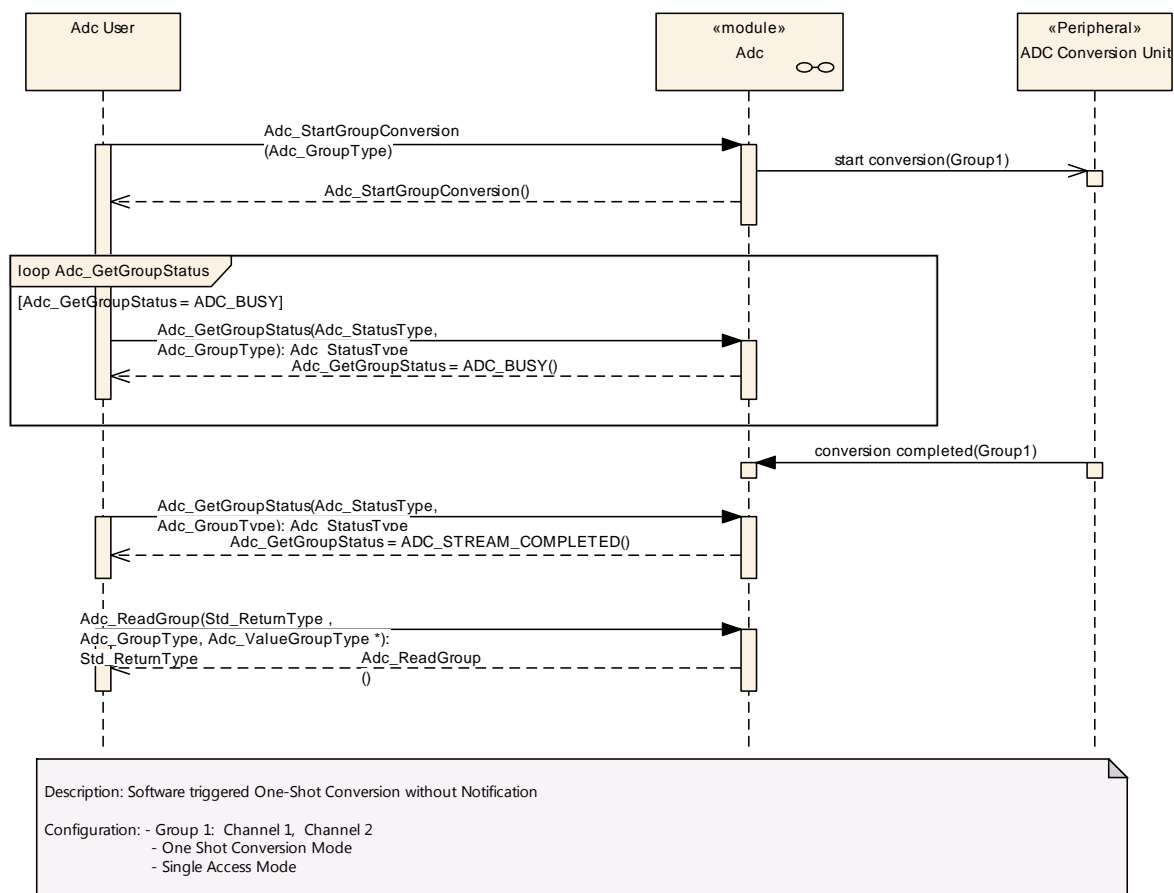 Adc User
«module»
Adc
«Peripheral»
ADC Conversion Unit
Adc_StartGroupConversion
(Adc_GroupType)
start conversion(Group1)
Adc_StartGroupConversion()
loop Adc_GetGroupStatus
[Adc_GetGroupStatus = ADC_BUSY]
Adc_GetGroupStatus(Adc_StatusType,
Adc_GroupType): Adc_StatusType
Adc_GetGroupStatus = ADC_BUSY()
conversion completed(Group1)
Adc_GetGroupStatus(Adc_StatusType,
Adc_GroupType): Adc_StatusType
Adc_GetGroupStatus = ADC_STREAM_COMPLETED()
Adc_ReadGroup(Std_ReturnType ,
Adc_GroupType, Adc_ValueGroupType *):
Std_ReturnType
Adc_ReadGroup
()
Description: Software triggered One-Shot Conversion without Notification
Configuration: - Group 1: Channel 1, Channel 2
- One Shot Conversion Mode
- Single Access Mode